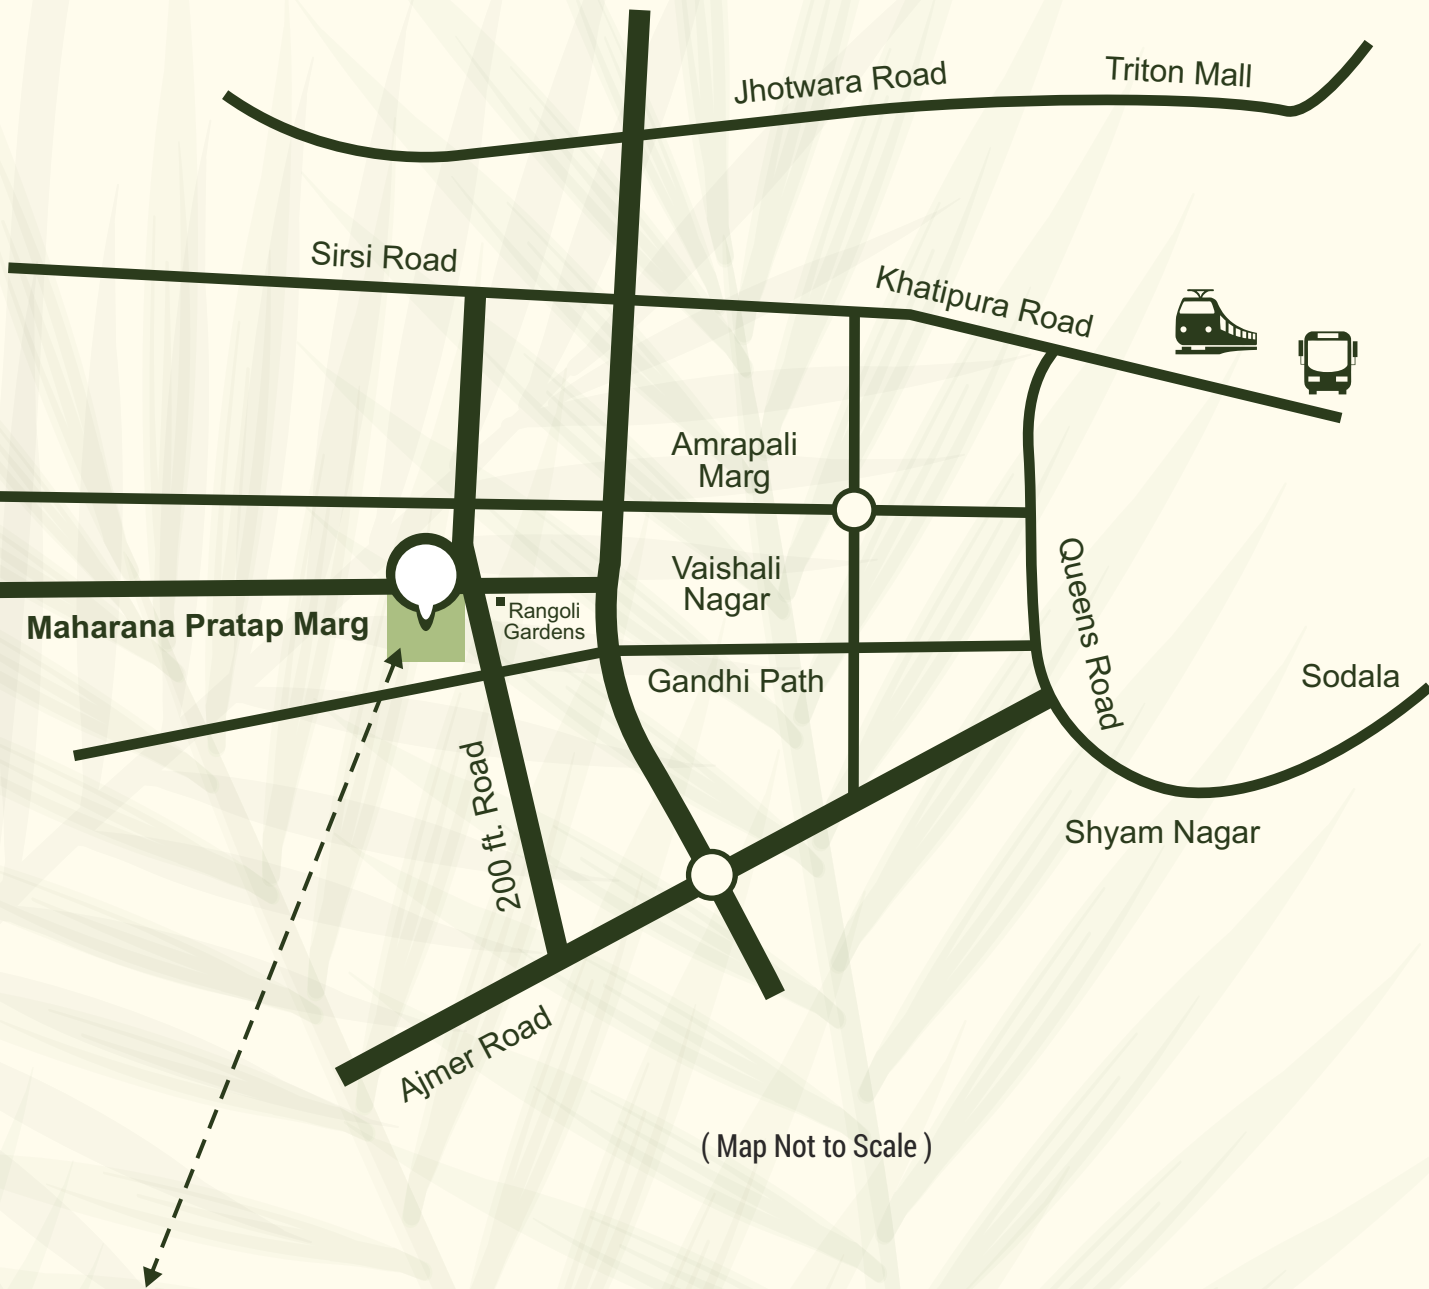 Jhotwara Road
Triton Mall
Sirsi Road
Khatipura Road
Amrapali
Marg
Vaishali
Nagar
Rangoli
Gardens
Maharana Pratap Marg
Gandhi Path
Queens Road
Sodala
200 ft. Road
Shyam Nagar
Ajmer Road
( Map Not to Scale )